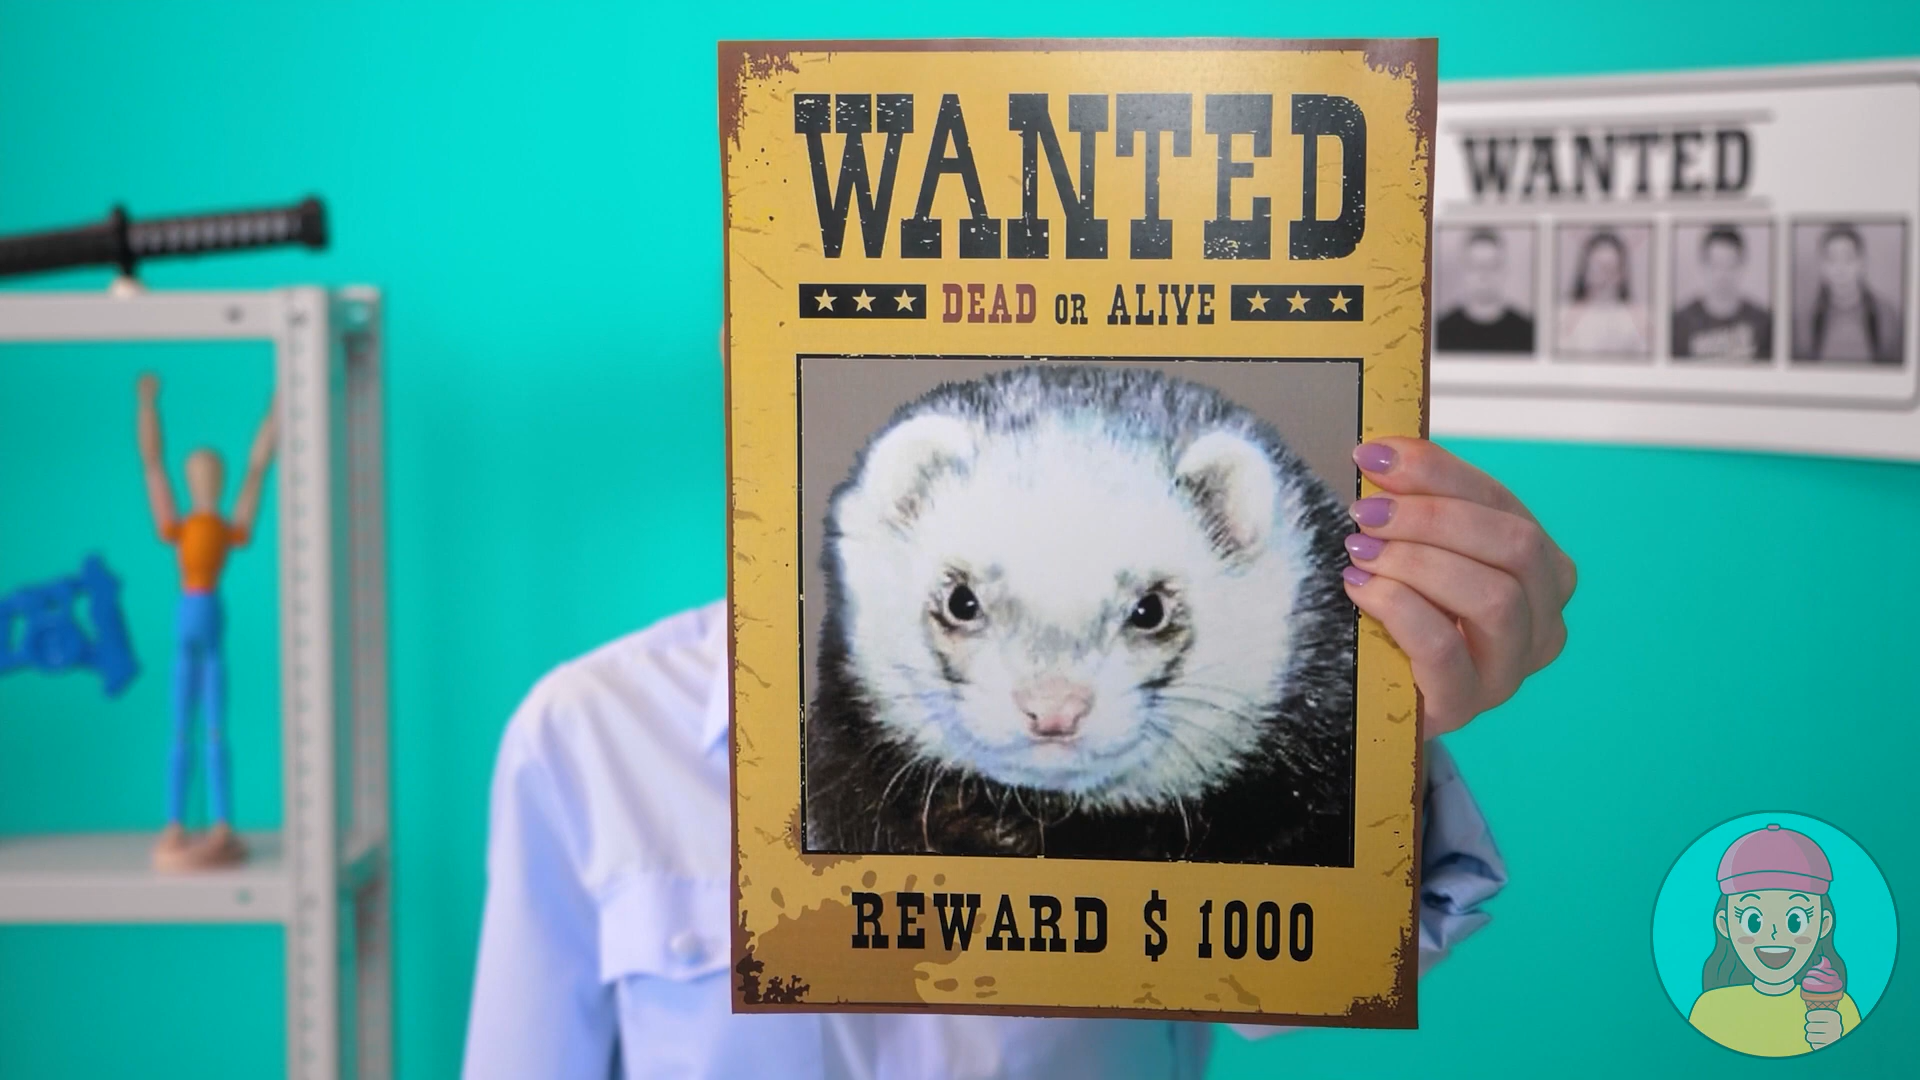 WANTED
★★★ DEAD OR ALIVE ★★★
REWARD $ 1000
WANTED